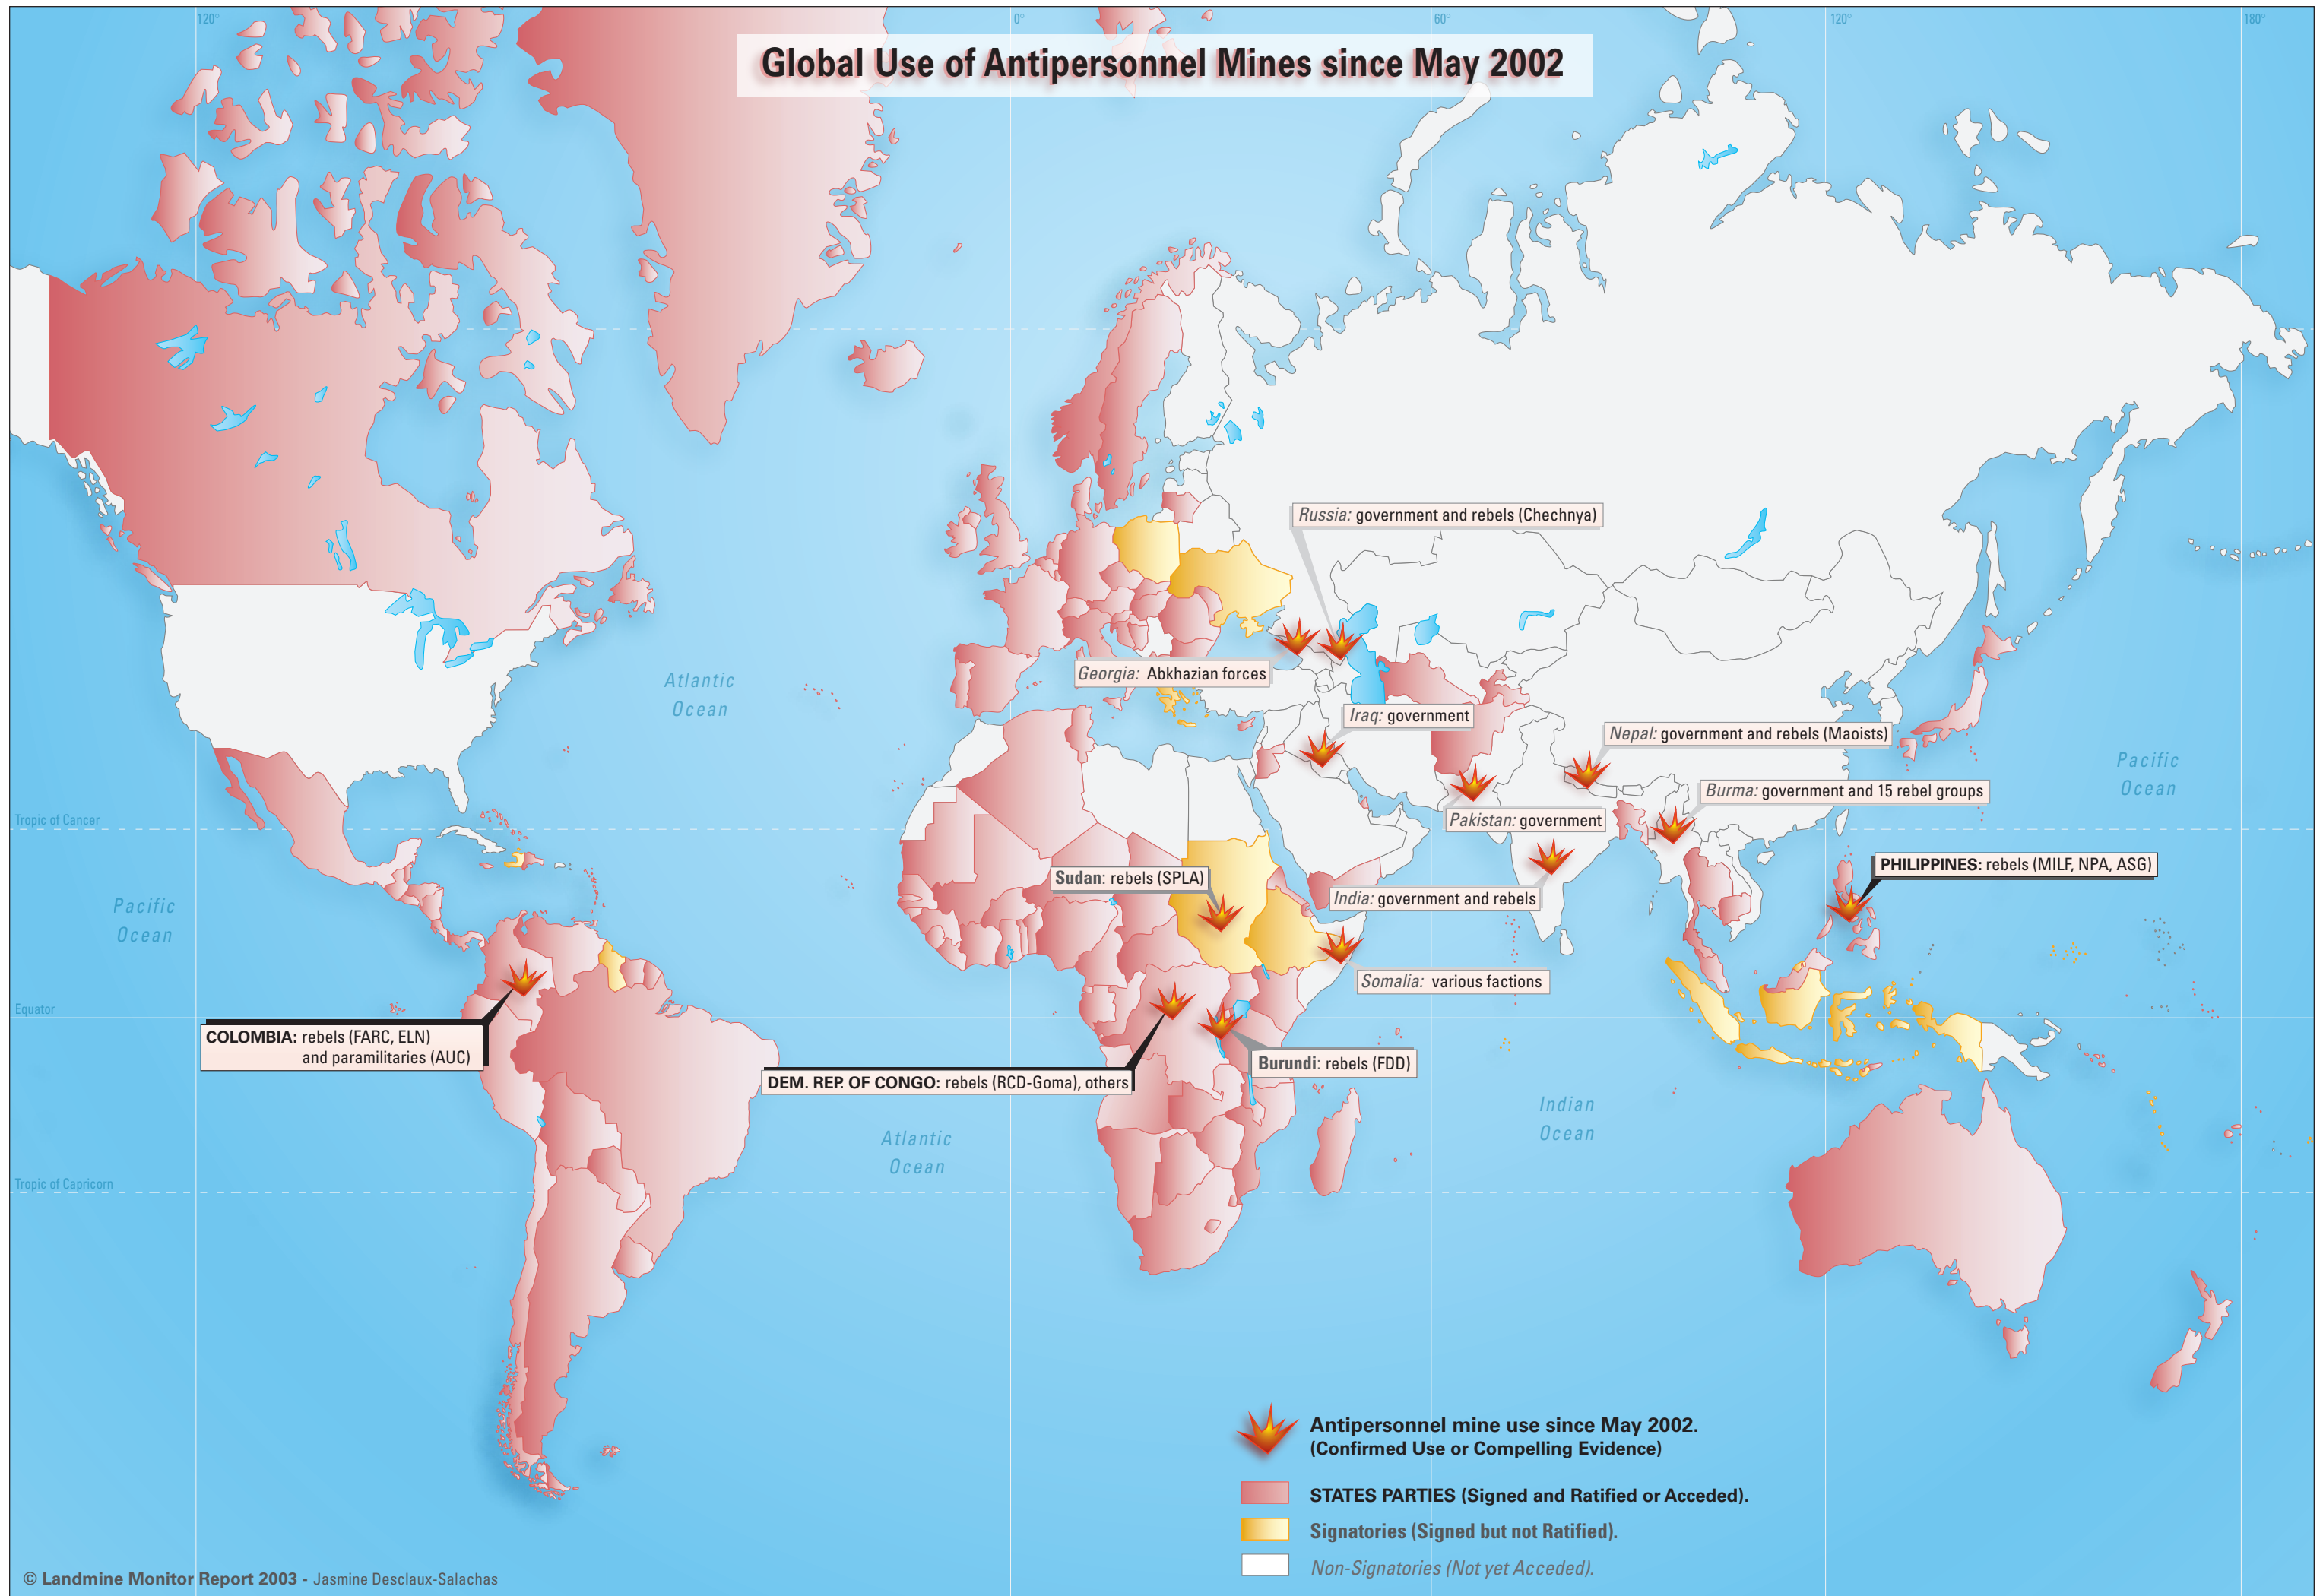 120°
0°
60°
120°
180°
Global Use of Antipersonnel Mines since May 2002
Russia: government and rebels (Chechnya)
Georgia: Abkhazian forces
Atlantic
Ocean
Iraq: government
Nepal: government and rebels (Maoists)
Pacific
Ocean
Burma: government and 15 rebel groups
Pakistan: government
Tropic of Cancer
PHILIPPINES: rebels (MILF, NPA, ASG)
Sudan: rebels (SPLA)
India: government and rebels
Pacific
Ocean
Somalia: various factions
Equator
COLOMBIA: rebels (FARC, ELN)
and paramilitaries (AUC)
Burundi: rebels (FDD)
DEM. REP. OF CONGO: rebels (RCD-Goma), others
Indian
Ocean
Atlantic
Ocean
Tropic of Capricorn
Antipersonnel mine use since May 2002.
(Confirmed Use or Compelling Evidence)
STATES PARTIES (Signed and Ratified or Acceded).
Signatories (Signed but not Ratified).
Non-Signatories (Not yet Acceded).
© Landmine Monitor Report 2003 - Jasmine Desclaux-Salachas